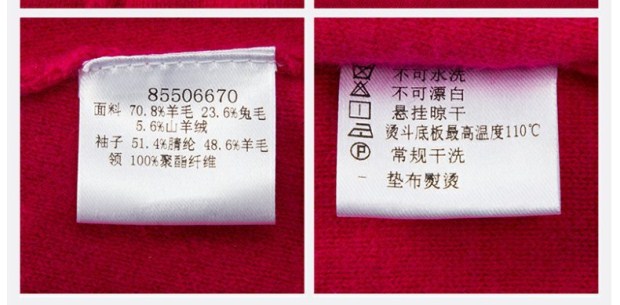 85506670
面料 70.8%羊毛 23.6%兔毛
5.6%山羊绒
袖子 51.4%腈纶 48.6%羊毛
领 100%聚酯纤维
不可水洗
不可漂白
悬挂晾干
熨斗底板最高温度110℃
Ⓟ 常规干洗
- 垫布熨烫